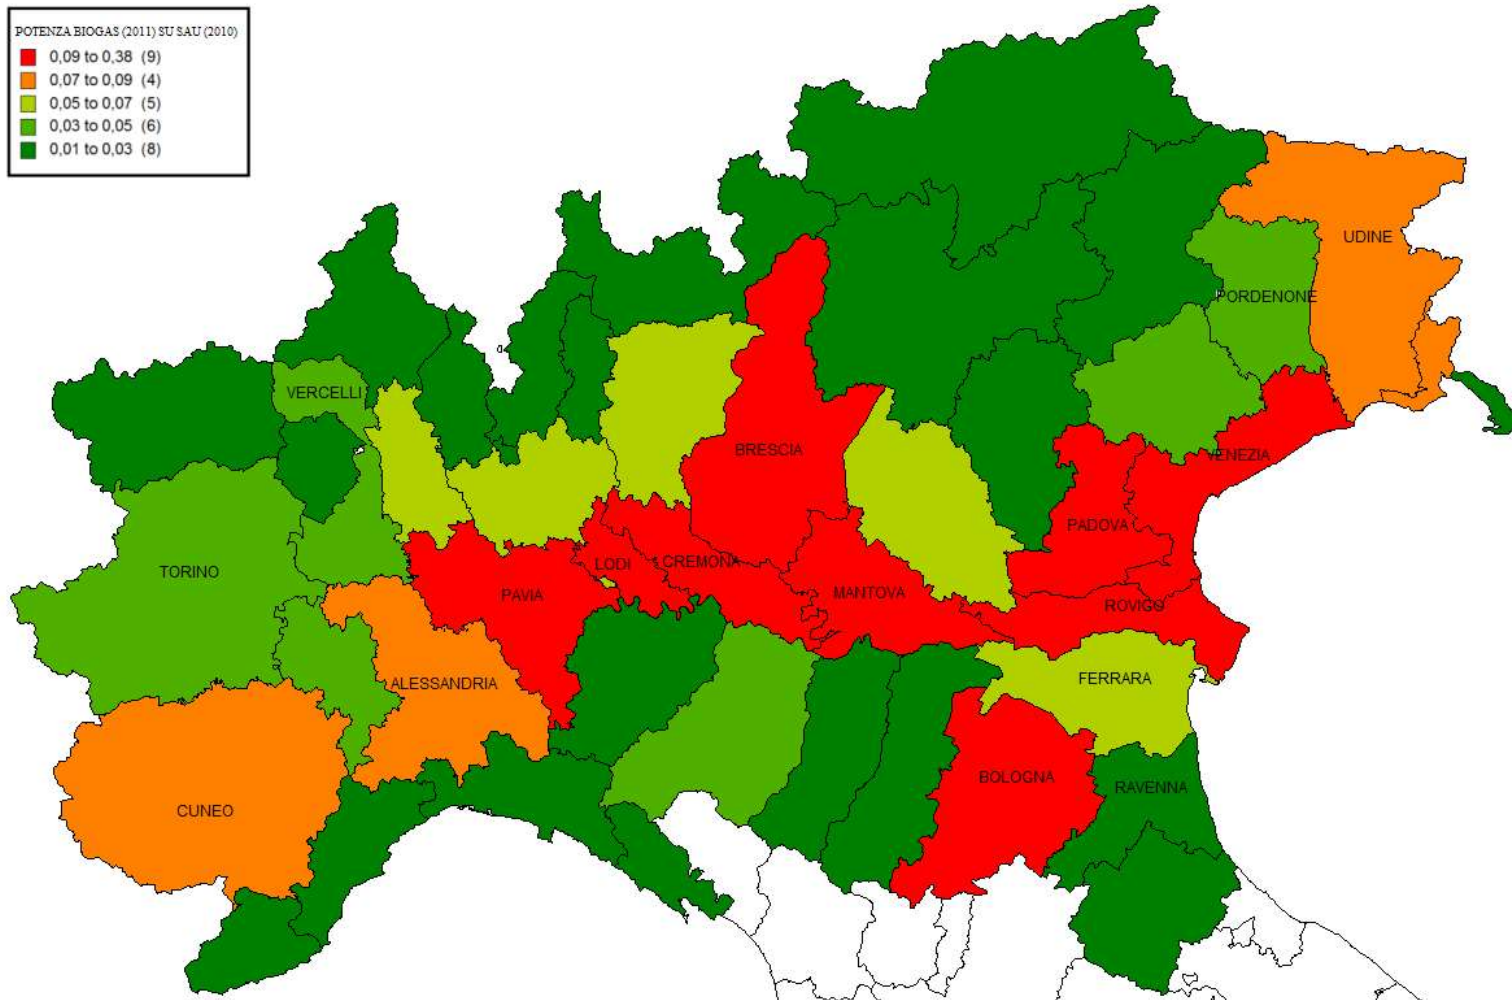 POTENZA BIOGAS (2011) SU SAU (2010)
0,09 to 0,38 (9)
0,07 to 0,09 (4)
0,05 to 0,07 (5)
0,03 to 0,05 (6)
0,01 to 0,03 (8)
UDINE
PORDENONE
VERCELLI
BRESCIA
VENEZIA
PADOVA
TORINO
LODI
CREMONA
PAVIA
MANTOVA
ROVIGO
ALESSANDRIA
FERRARA
BOLOGNA
RAVENNA
CUNEO